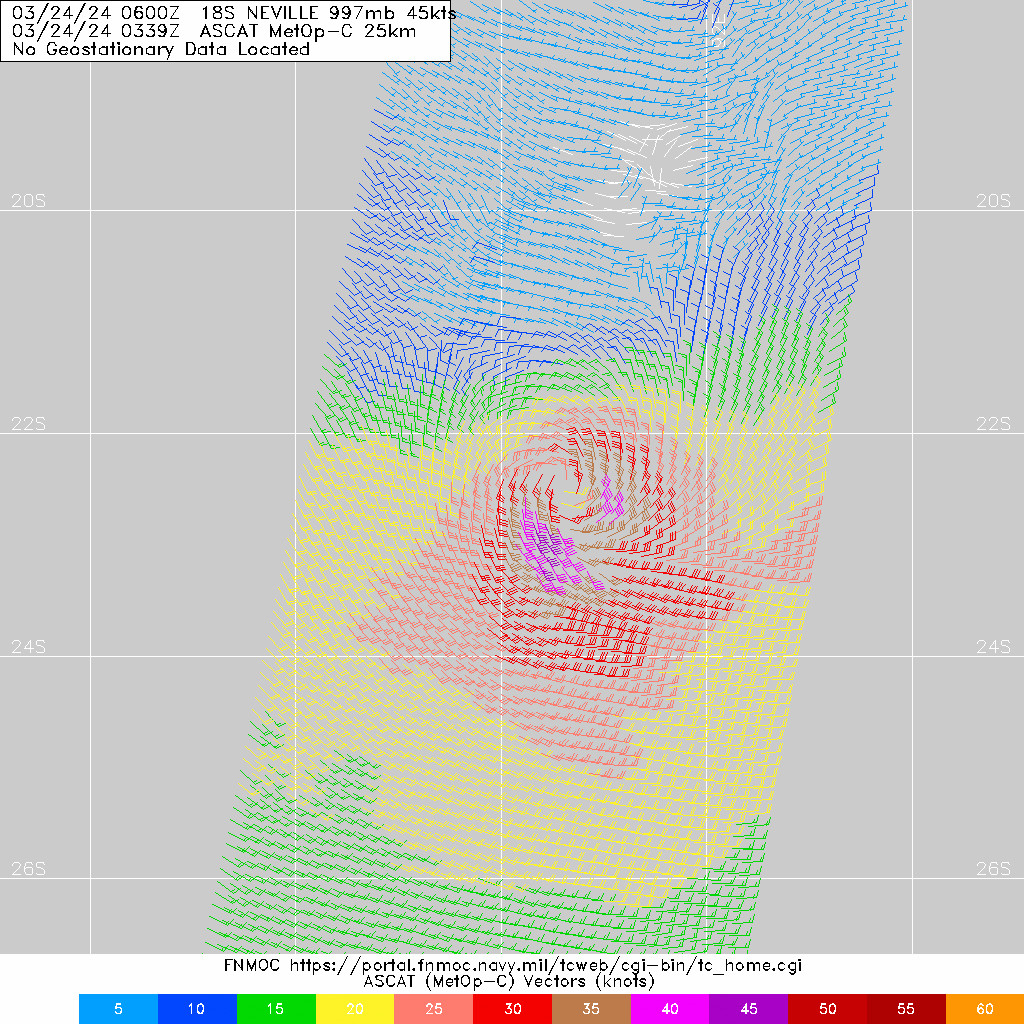 03/24/24 0600Z 18S NEVILLE 997mb 45kts
03/24/24 0339Z ASCAT MetOp-C 25km
No Geostationary Data Located
20S 20S
22S 22S
24S 24S
26S 26S
FNMOC https://portal.fnmoc.navy.mil/tcweb/cgi-bin/tc_home.cgi
ASCAT (MetOp-C) Vectors (knots)
5 10 15 20 25 30 35 40 45 50 55 60